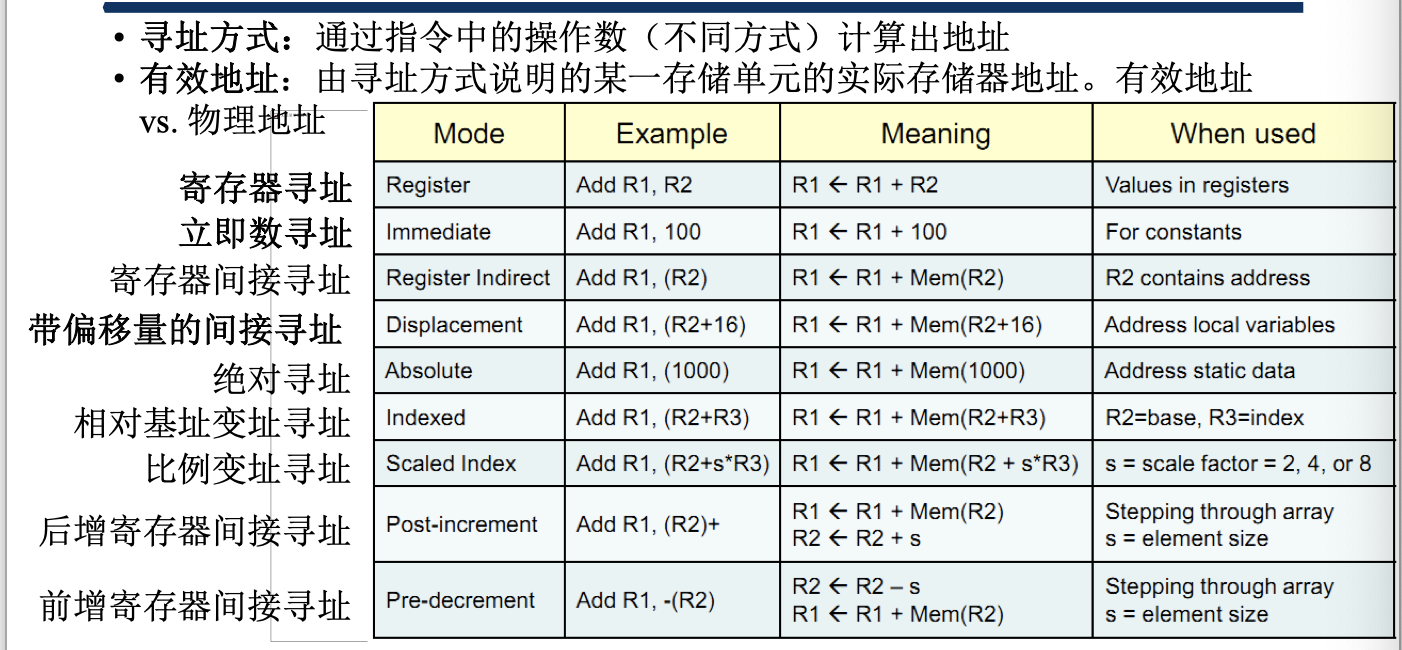 • 寻址方式：通过指令中的操作数（不同方式）计算出地址
• 有效地址：由寻址方式说明的某一存储单元的实际存储器地址。有效地址
vs. 物理地址
Mode Example Meaning When used
寄存器寻址 Register Add R1, R2 R1 ← R1 + R2 Values in registers
立即数寻址 Immediate Add R1, 100 R1 ← R1 + 100 For constants
寄存器间接寻址 Register Indirect Add R1, (R2) R1 ← R1 + Mem(R2) R2 contains address
带偏移量的间接寻址 Displacement Add R1, (R2+16) R1 ← R1 + Mem(R2+16) Address local variables
绝对寻址 Absolute Add R1, (1000) R1 ← R1 + Mem(1000) Address static data
相对基址变址寻址 Indexed Add R1, (R2+R3) R1 ← R1 + Mem(R2+R3) R2=base, R3=index
比例变址寻址 Scaled Index Add R1, (R2+s*R3) R1 ← R1 + Mem(R2 + s*R3) s = scale factor = 2, 4, or 8
后增寄存器间接寻址 Post-increment Add R1, (R2)+ R1 ← R1 + Mem(R2) Stepping through array
R2 ← R2 + s s = element size
前增寄存器间接寻址 Pre-decrement Add R1, -(R2) R2 ← R2 – s Stepping through array
R1 ← R1 + Mem(R2) s = element size